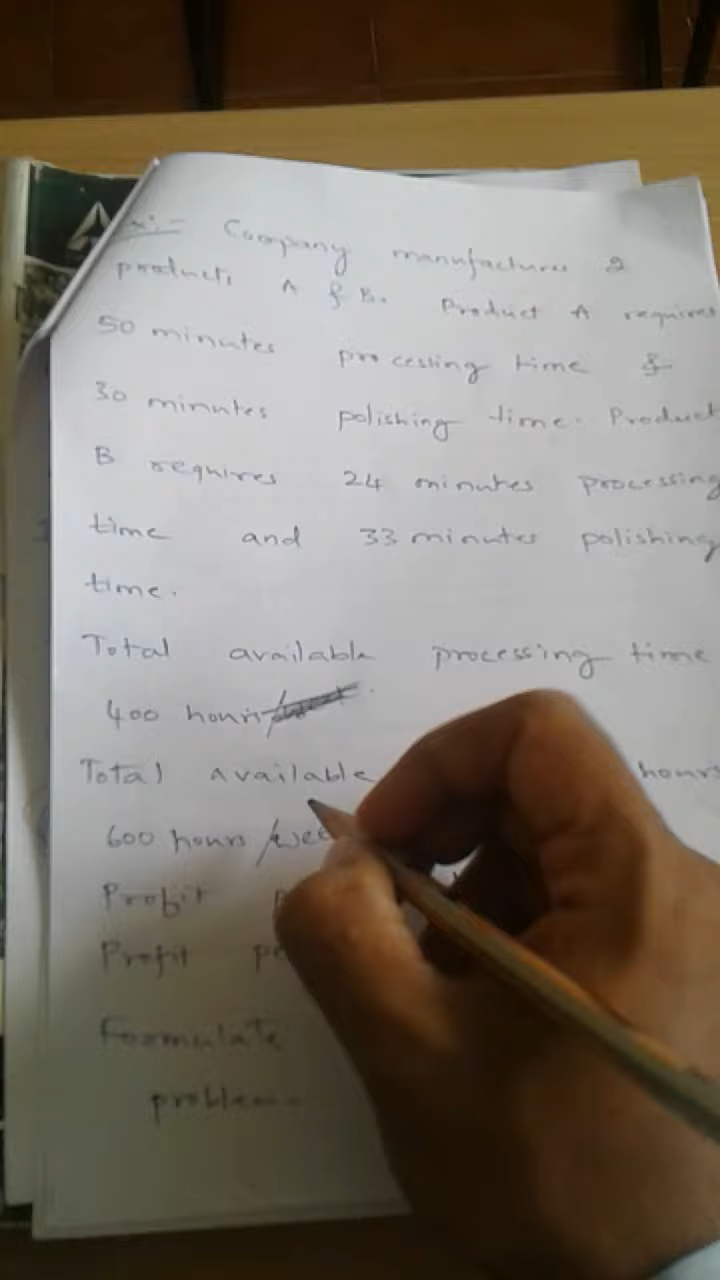 Ex:- Company manufactures 2
products A & B. Product A requires
50 minutes processing time &
30 minutes polishing time. Product
B requires 24 minutes processing
time and 33 minutes polishing
time.
Total available processing time
400 hours
Total available hours
600 hours
Profit
Profit
Formulate
problem.